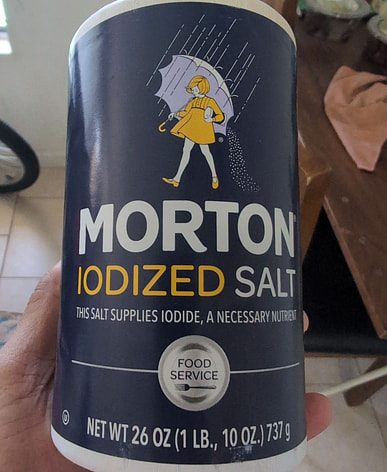 MORTON
IODIZED SALT
THIS SALT SUPPLIES IODIDE, A NECESSARY NUTRIENT
FOOD
SERVICE
NET WT 26 OZ (1 LB., 10 OZ.) 737 g